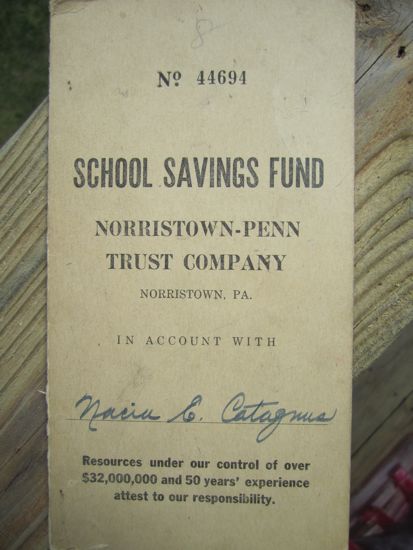 Nº 44694
SCHOOL SAVINGS FUND
NORRISTOWN-PENN
TRUST COMPANY
NORRISTOWN, PA.
IN ACCOUNT WITH
E. Catagnus
Resources under our control of over
$32,000,000 and 50 years' experience
attest to our responsibility.